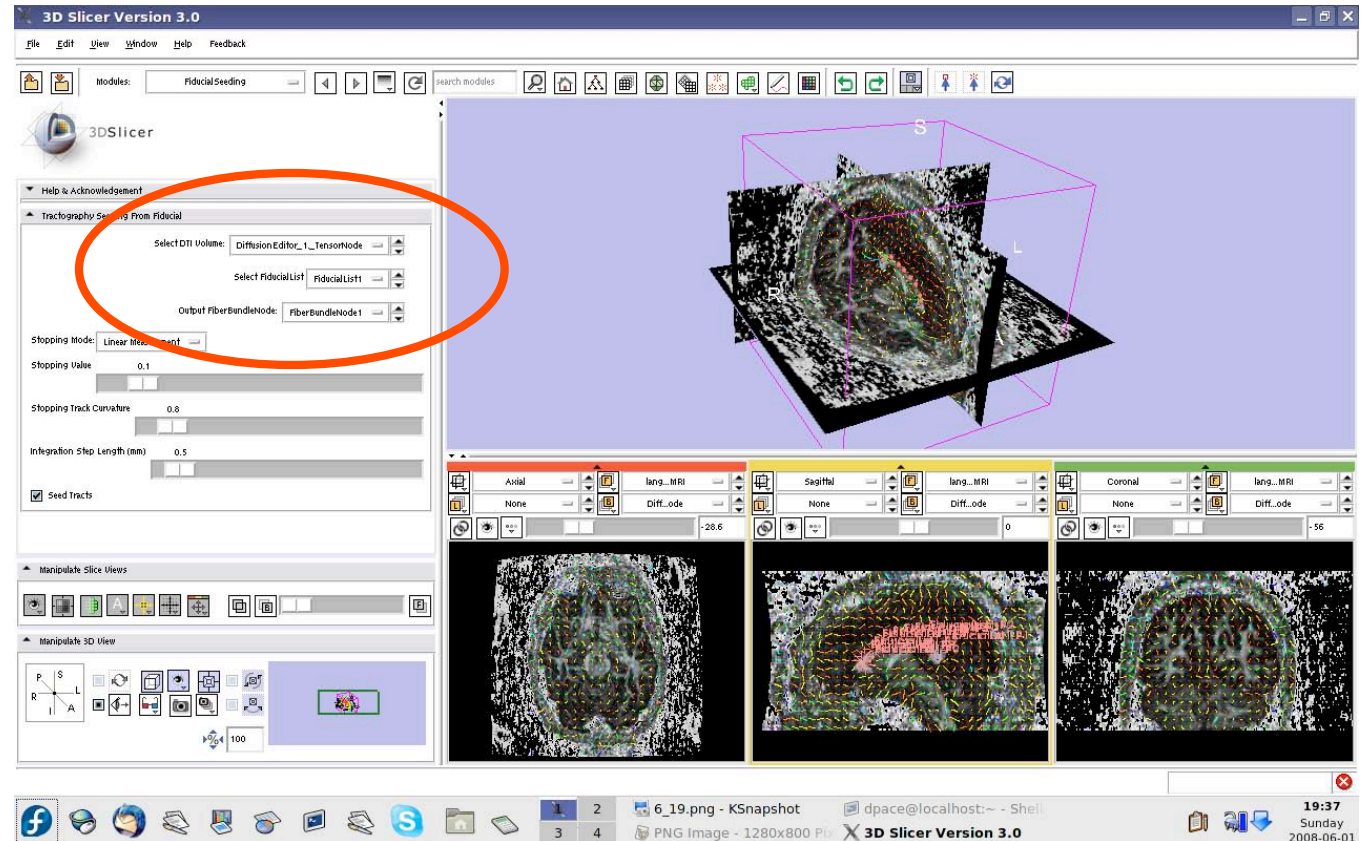 3D Slicer Version 3.0
File Edit View Window Help Feedback
Modules: FiducialSeeding search modules
3DSlicer
Help & Acknowledgement
Tractography Seeding From Fiducial
Select DTI Volume: DiffusionEditor_1_TensorNode
Select FiducialList FiducialList1
Output FiberBundleNode: FiberBundleNode1
Stopping Mode: Linear Measurement
Stopping Value 0.1
Stopping Track Curvature 0.8
Integration Step Length (mm) 0.5
Seed Tracts
Manipulate Slice Views
Manipulate 3D View
P S
R
I A
% 100
S
L
R
A
I
Axial F lang...MRI
L None B Diff...ode
-28.6
Sagittal F lang...MRI
L None B Diff...ode
0
Coronal F lang...MRI
L None B Diff...ode
-56
1 2
3 4
6_19.png - KSnapshot
PNG Image - 1280x800
dpace@localhost:~ - Shell
3D Slicer Version 3.0
19:37
Sunday
2008-06-01